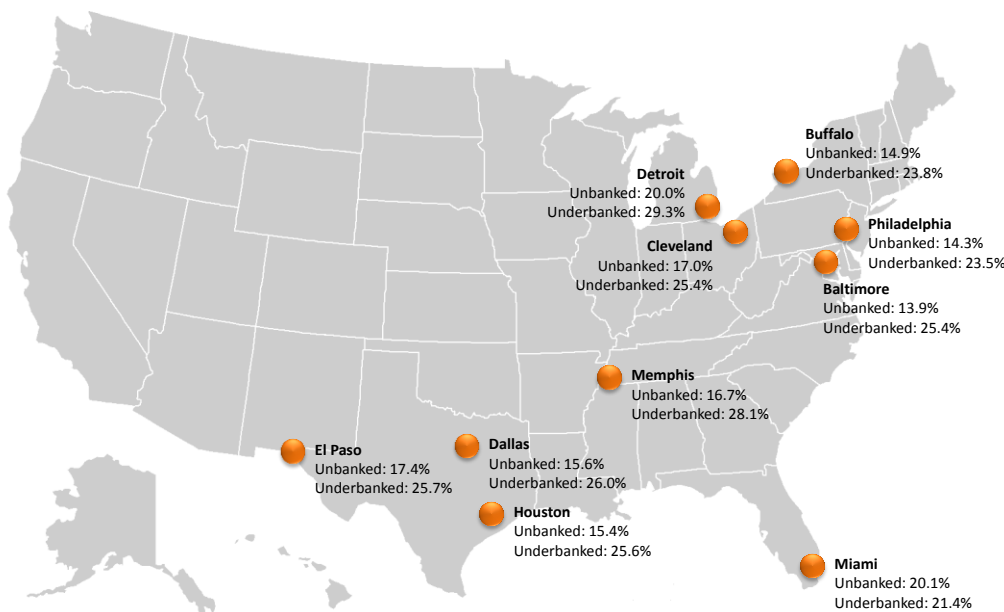 Buffalo
Unbanked: 14.9%
Underbanked: 23.8%
Detroit
Unbanked: 20.0%
Underbanked: 29.3%
Philadelphia
Unbanked: 14.3%
Underbanked: 23.5%
Cleveland
Unbanked: 17.0%
Underbanked: 25.4%
Baltimore
Unbanked: 13.9%
Underbanked: 25.4%
Memphis
Unbanked: 16.7%
Underbanked: 28.1%
El Paso
Unbanked: 17.4%
Underbanked: 25.7%
Dallas
Unbanked: 15.6%
Underbanked: 26.0%
Houston
Unbanked: 15.4%
Underbanked: 25.6%
Miami
Unbanked: 20.1%
Underbanked: 21.4%